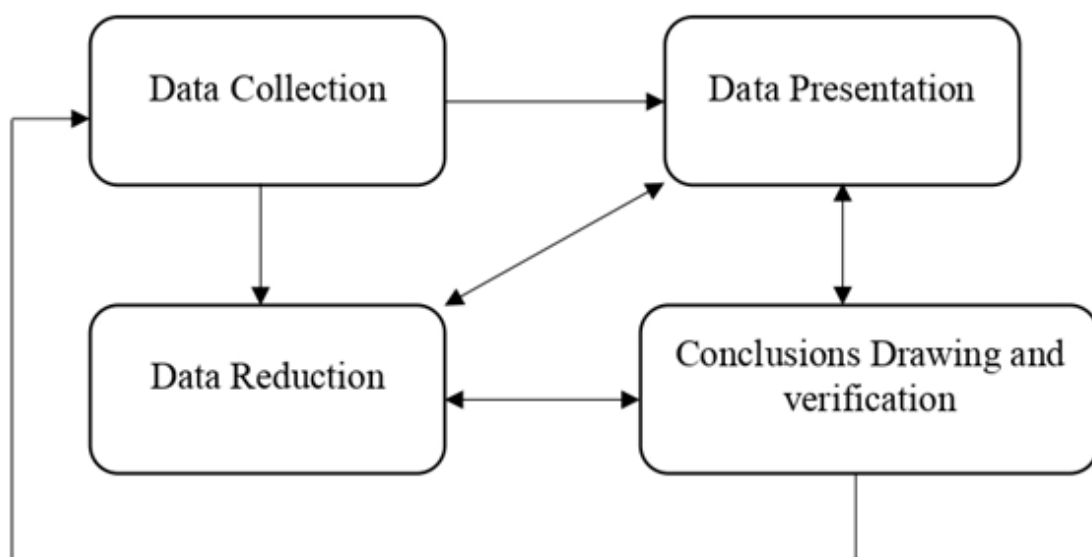 Data Collection
Data Presentation
Data Reduction
Conclusions Drawing and
verification